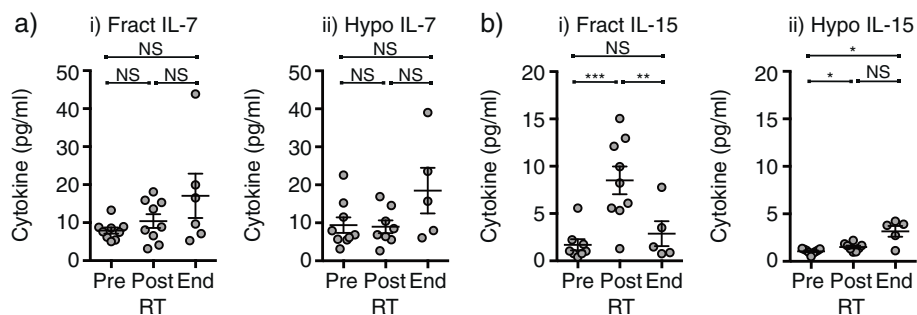 a)
i) Fract IL-7
NS
NS
NS
Cytokine (pg/ml)
50
40
30
20
10
0
Pre Post End
RT
ii) Hypo IL-7
NS
NS
NS
Cytokine (pg/ml)
50
40
30
20
10
0
Pre Post End
RT
b)
i) Fract IL-15
NS
***
**
Cytokine (pg/ml)
20
15
10
5
0
Pre Post End
RT
ii) Hypo IL-15
*
*
NS
Cytokine (pg/ml)
20
15
10
5
0
Pre Post End
RT